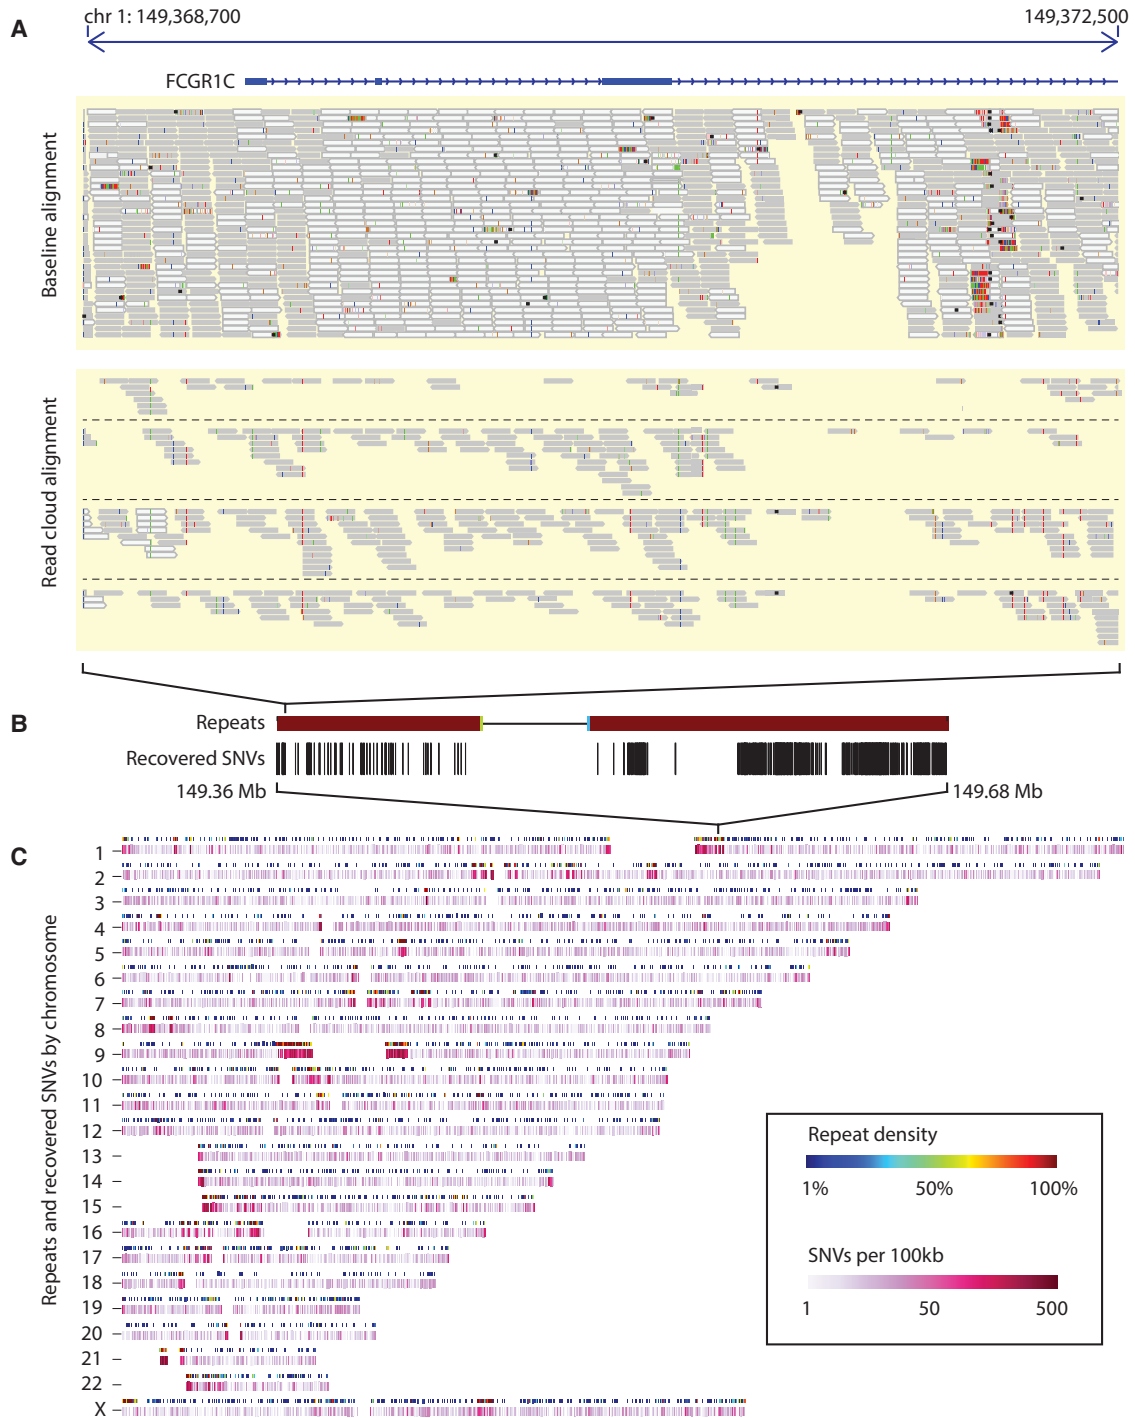 A
chr 1: 149,368,700
149,372,500
FCGR1C
Baseline alignment
Read cloud alignment
B
Repeats
Recovered SNVs
149.36 Mb
149.68 Mb
C
Repeats and recovered SNVs by chromosome
1
2
3
4
5
6
7
8
9
10
11
12
13
14
15
16
17
18
19
20
21
22
X
Repeat density
1% 50% 100%
SNVs per 100kb
1 50 500